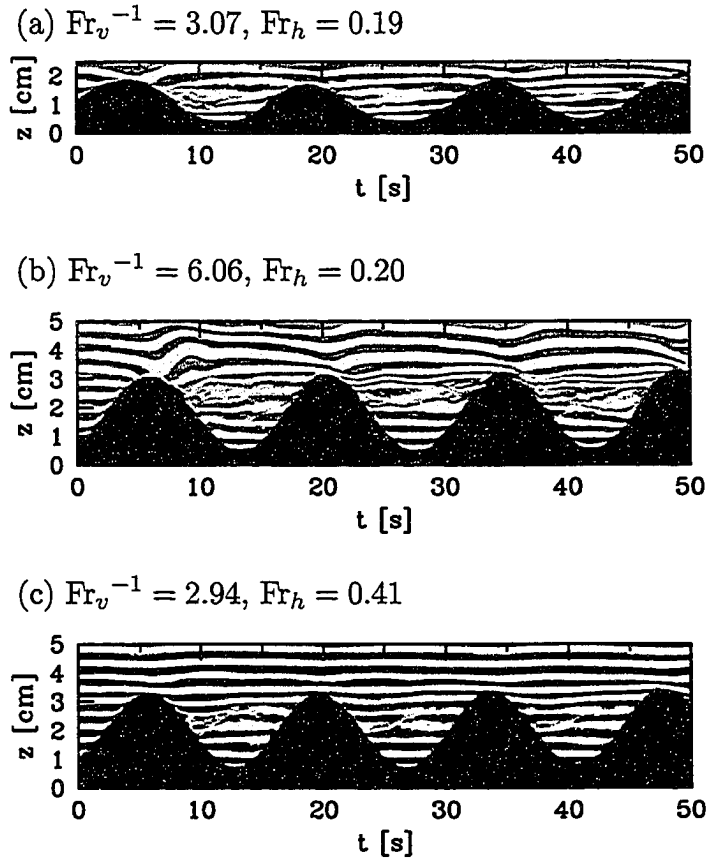 (a) Fr_v^{-1} = 3.07, Fr_h = 0.19
z [cm]
2
1
0
0 10 20 30 40 50
t [s]
(b) Fr_v^{-1} = 6.06, Fr_h = 0.20
z [cm]
5
4
3
2
1
0
0 10 20 30 40 50
t [s]
(c) Fr_v^{-1} = 2.94, Fr_h = 0.41
z [cm]
5
4
3
2
1
0
0 10 20 30 40 50
t [s]